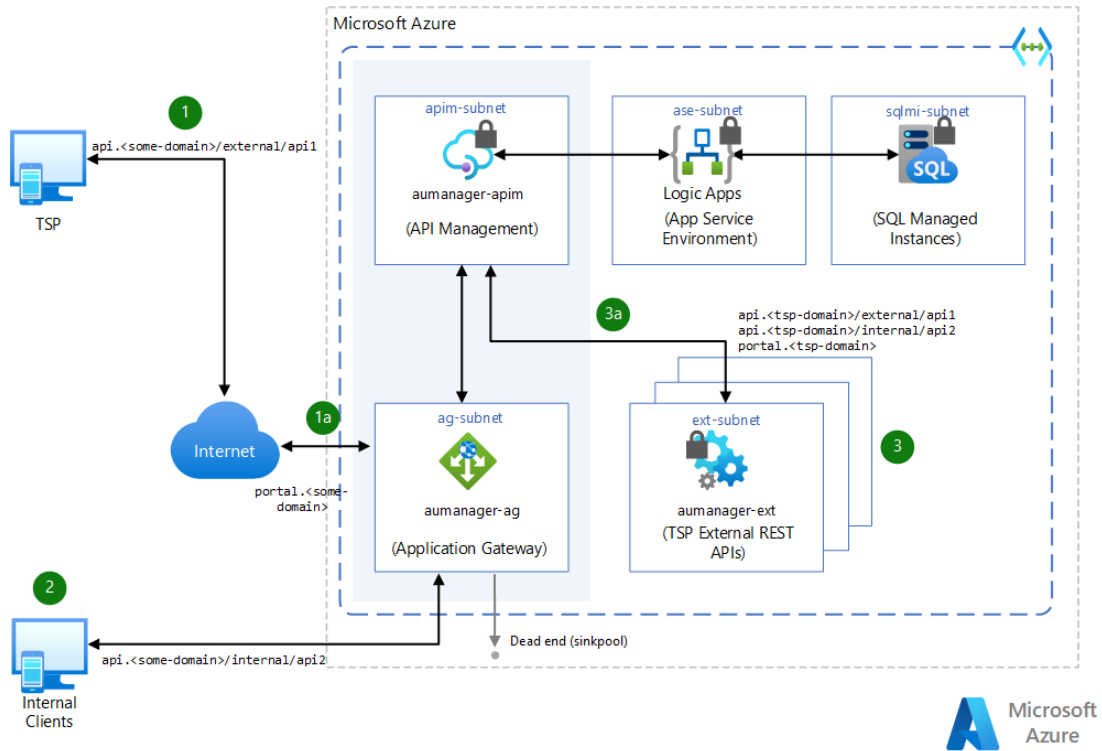 Microsoft Azure
1
api.<some-domain>/external/api1
TSP
apim-subnet
aumanager-apim
(API Management)
ase-subnet
Logic Apps
(App Service
Environment)
sqlmi-subnet
SQL
(SQL Managed
Instances)
3a
api.<tsp-domain>/external/api1
api.<tsp-domain>/internal/api2
portal.<tsp-domain>
Internet
1a
portal.<some-
domain>
ag-subnet
aumanager-ag
(Application Gateway)
ext-subnet
aumanager-ext
(TSP External REST
APIs)
3
2
api.<some-domain>/internal/api2
Internal
Clients
Dead end (sinkpool)
Microsoft
Azure